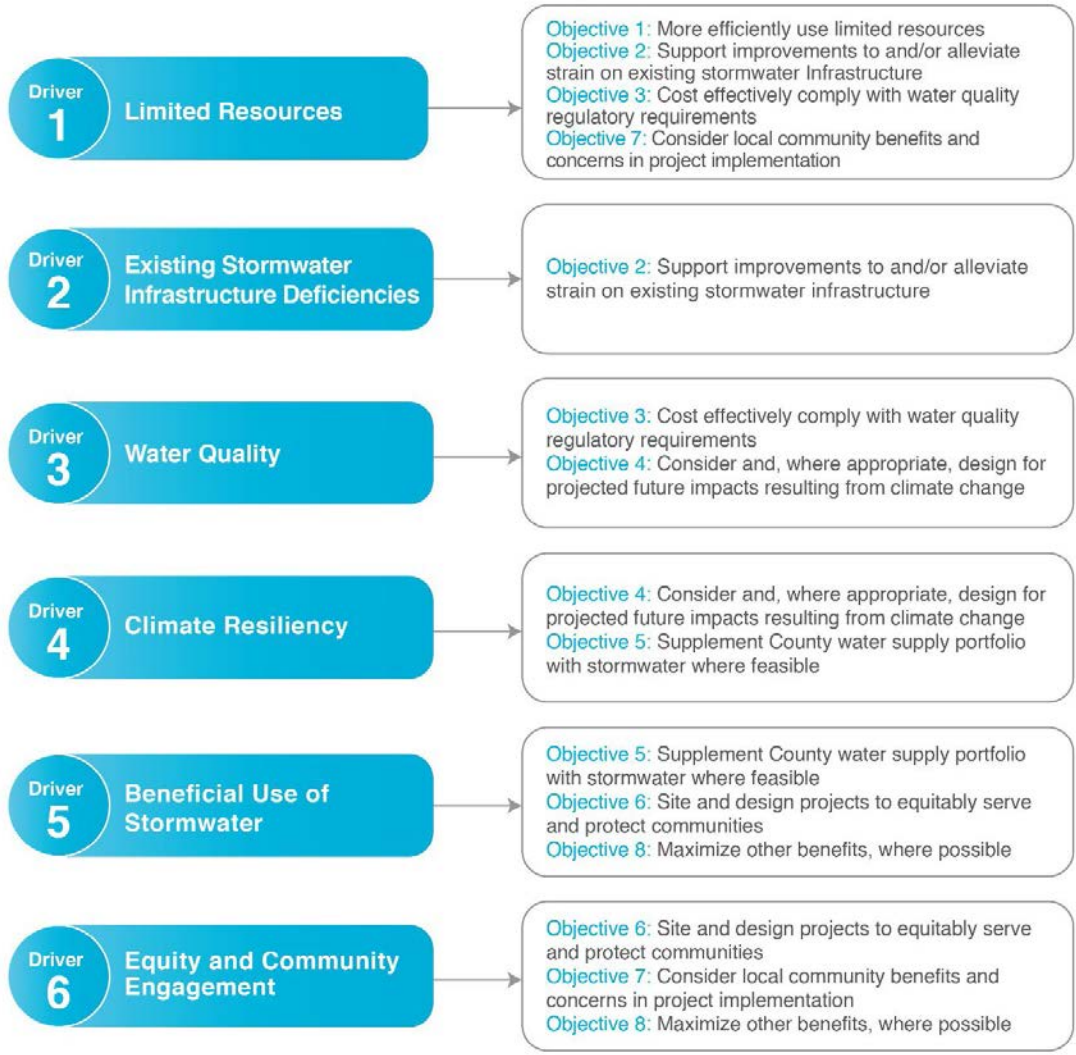 Driver
1
Limited Resources
Objective 1: More efficiently use limited resources
Objective 2: Support improvements to and/or alleviate
strain on existing stormwater Infrastructure
Objective 3: Cost effectively comply with water quality
regulatory requirements
Objective 7: Consider local community benefits and
concerns in project implementation
Driver
2
Existing Stormwater
Infrastructure Deficiencies
Objective 2: Support improvements to and/or alleviate
strain on existing stormwater infrastructure
Driver
3
Water Quality
Objective 3: Cost effectively comply with water quality
regulatory requirements
Objective 4: Consider and, where appropriate, design for
projected future impacts resulting from climate change
Driver
4
Climate Resiliency
Objective 4: Consider and, where appropriate, design for
projected future impacts resulting from climate change
Objective 5: Supplement County water supply portfolio
with stormwater where feasible
Driver
5
Beneficial Use of
Stormwater
Objective 5: Supplement County water supply portfolio
with stormwater where feasible
Objective 6: Site and design projects to equitably serve
and protect communities
Objective 8: Maximize other benefits, where possible
Driver
6
Equity and Community
Engagement
Objective 6: Site and design projects to equitably serve
and protect communities
Objective 7: Consider local community benefits and
concerns in project implementation
Objective 8: Maximize other benefits, where possible